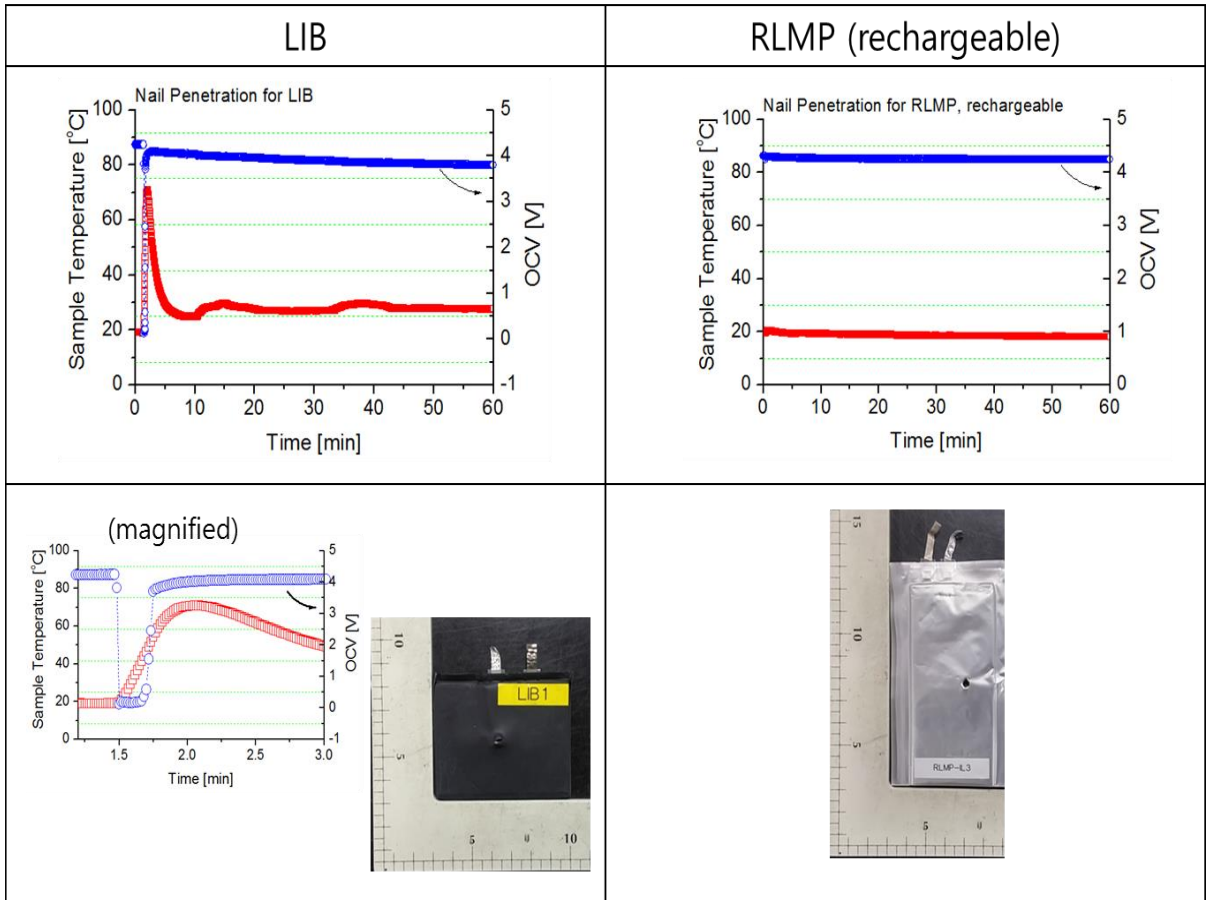 LIB
RLMP (rechargeable)
Nail Penetration for LIB
100
80
60
40
20
0
Sample Temperature [°C]
5
4
3
2
1
0
-1
OCV [V]
0 10 20 30 40 50 60
Time [min]
Nail Penetration for RLMP, rechargeable
100
80
60
40
20
0
Sample Temperature [°C]
5
4
3
2
1
0
OCV [V]
0 10 20 30 40 50 60
Time [min]
(magnified)
100
80
60
40
20
0
Sample Temperature [°C]
5
4
3
2
1
0
-1
OCV [V]
1.5 2.0 2.5 3.0
Time [min]
10
5
LIB1
5 0 10
15
10
5
RLMP-IL3
5 0